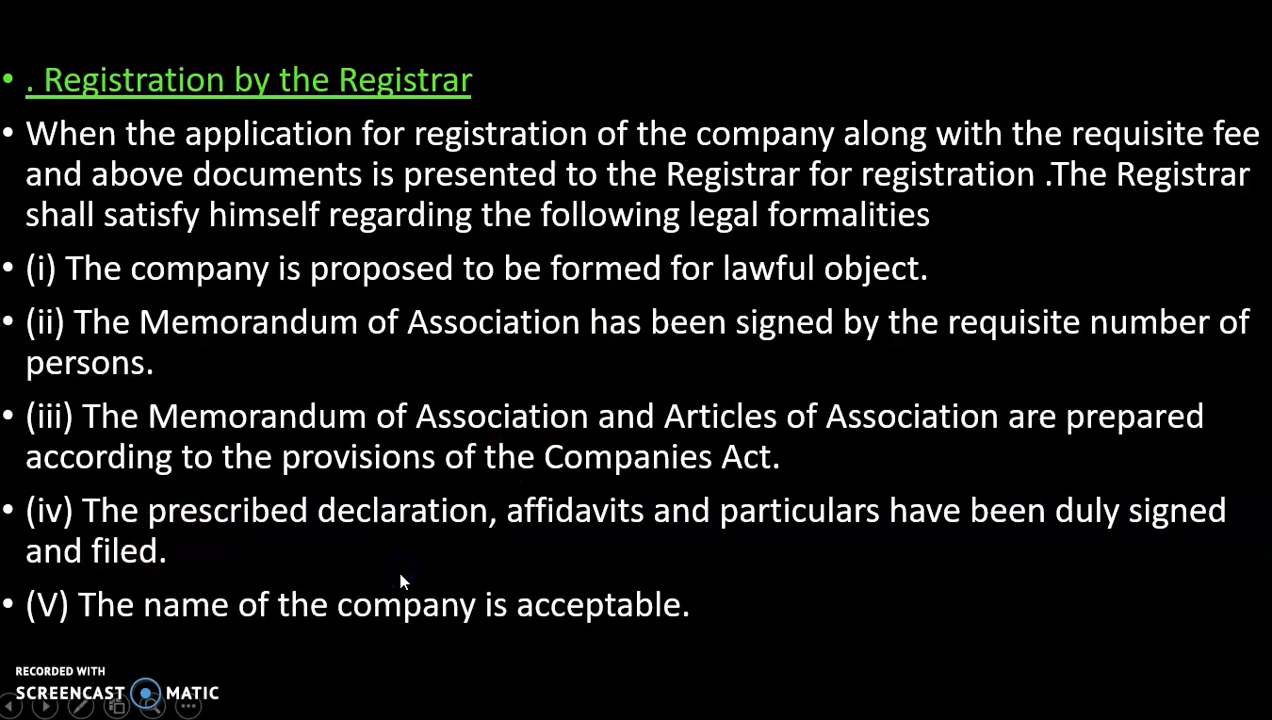 • . Registration by the Registrar
• When the application for registration of the company along with the requisite fee
and above documents is presented to the Registrar for registration .The Registrar
shall satisfy himself regarding the following legal formalities
• (i) The company is proposed to be formed for lawful object.
• (ii) The Memorandum of Association has been signed by the requisite number of
persons.
• (iii) The Memorandum of Association and Articles of Association are prepared
according to the provisions of the Companies Act.
• (iv) The prescribed declaration, affidavits and particulars have been duly signed
and filed.
• (V) The name of the company is acceptable.
RECORDED WITH
SCREENCAST MATIC